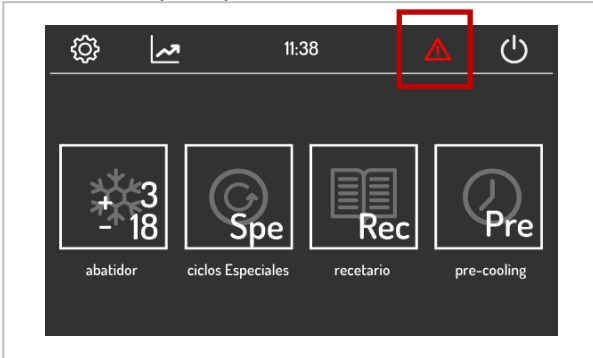 11:38
+ 3
- 18
Spe
Rec
Pre
abatidor
ciclos Especiales
recetario
pre-cooling